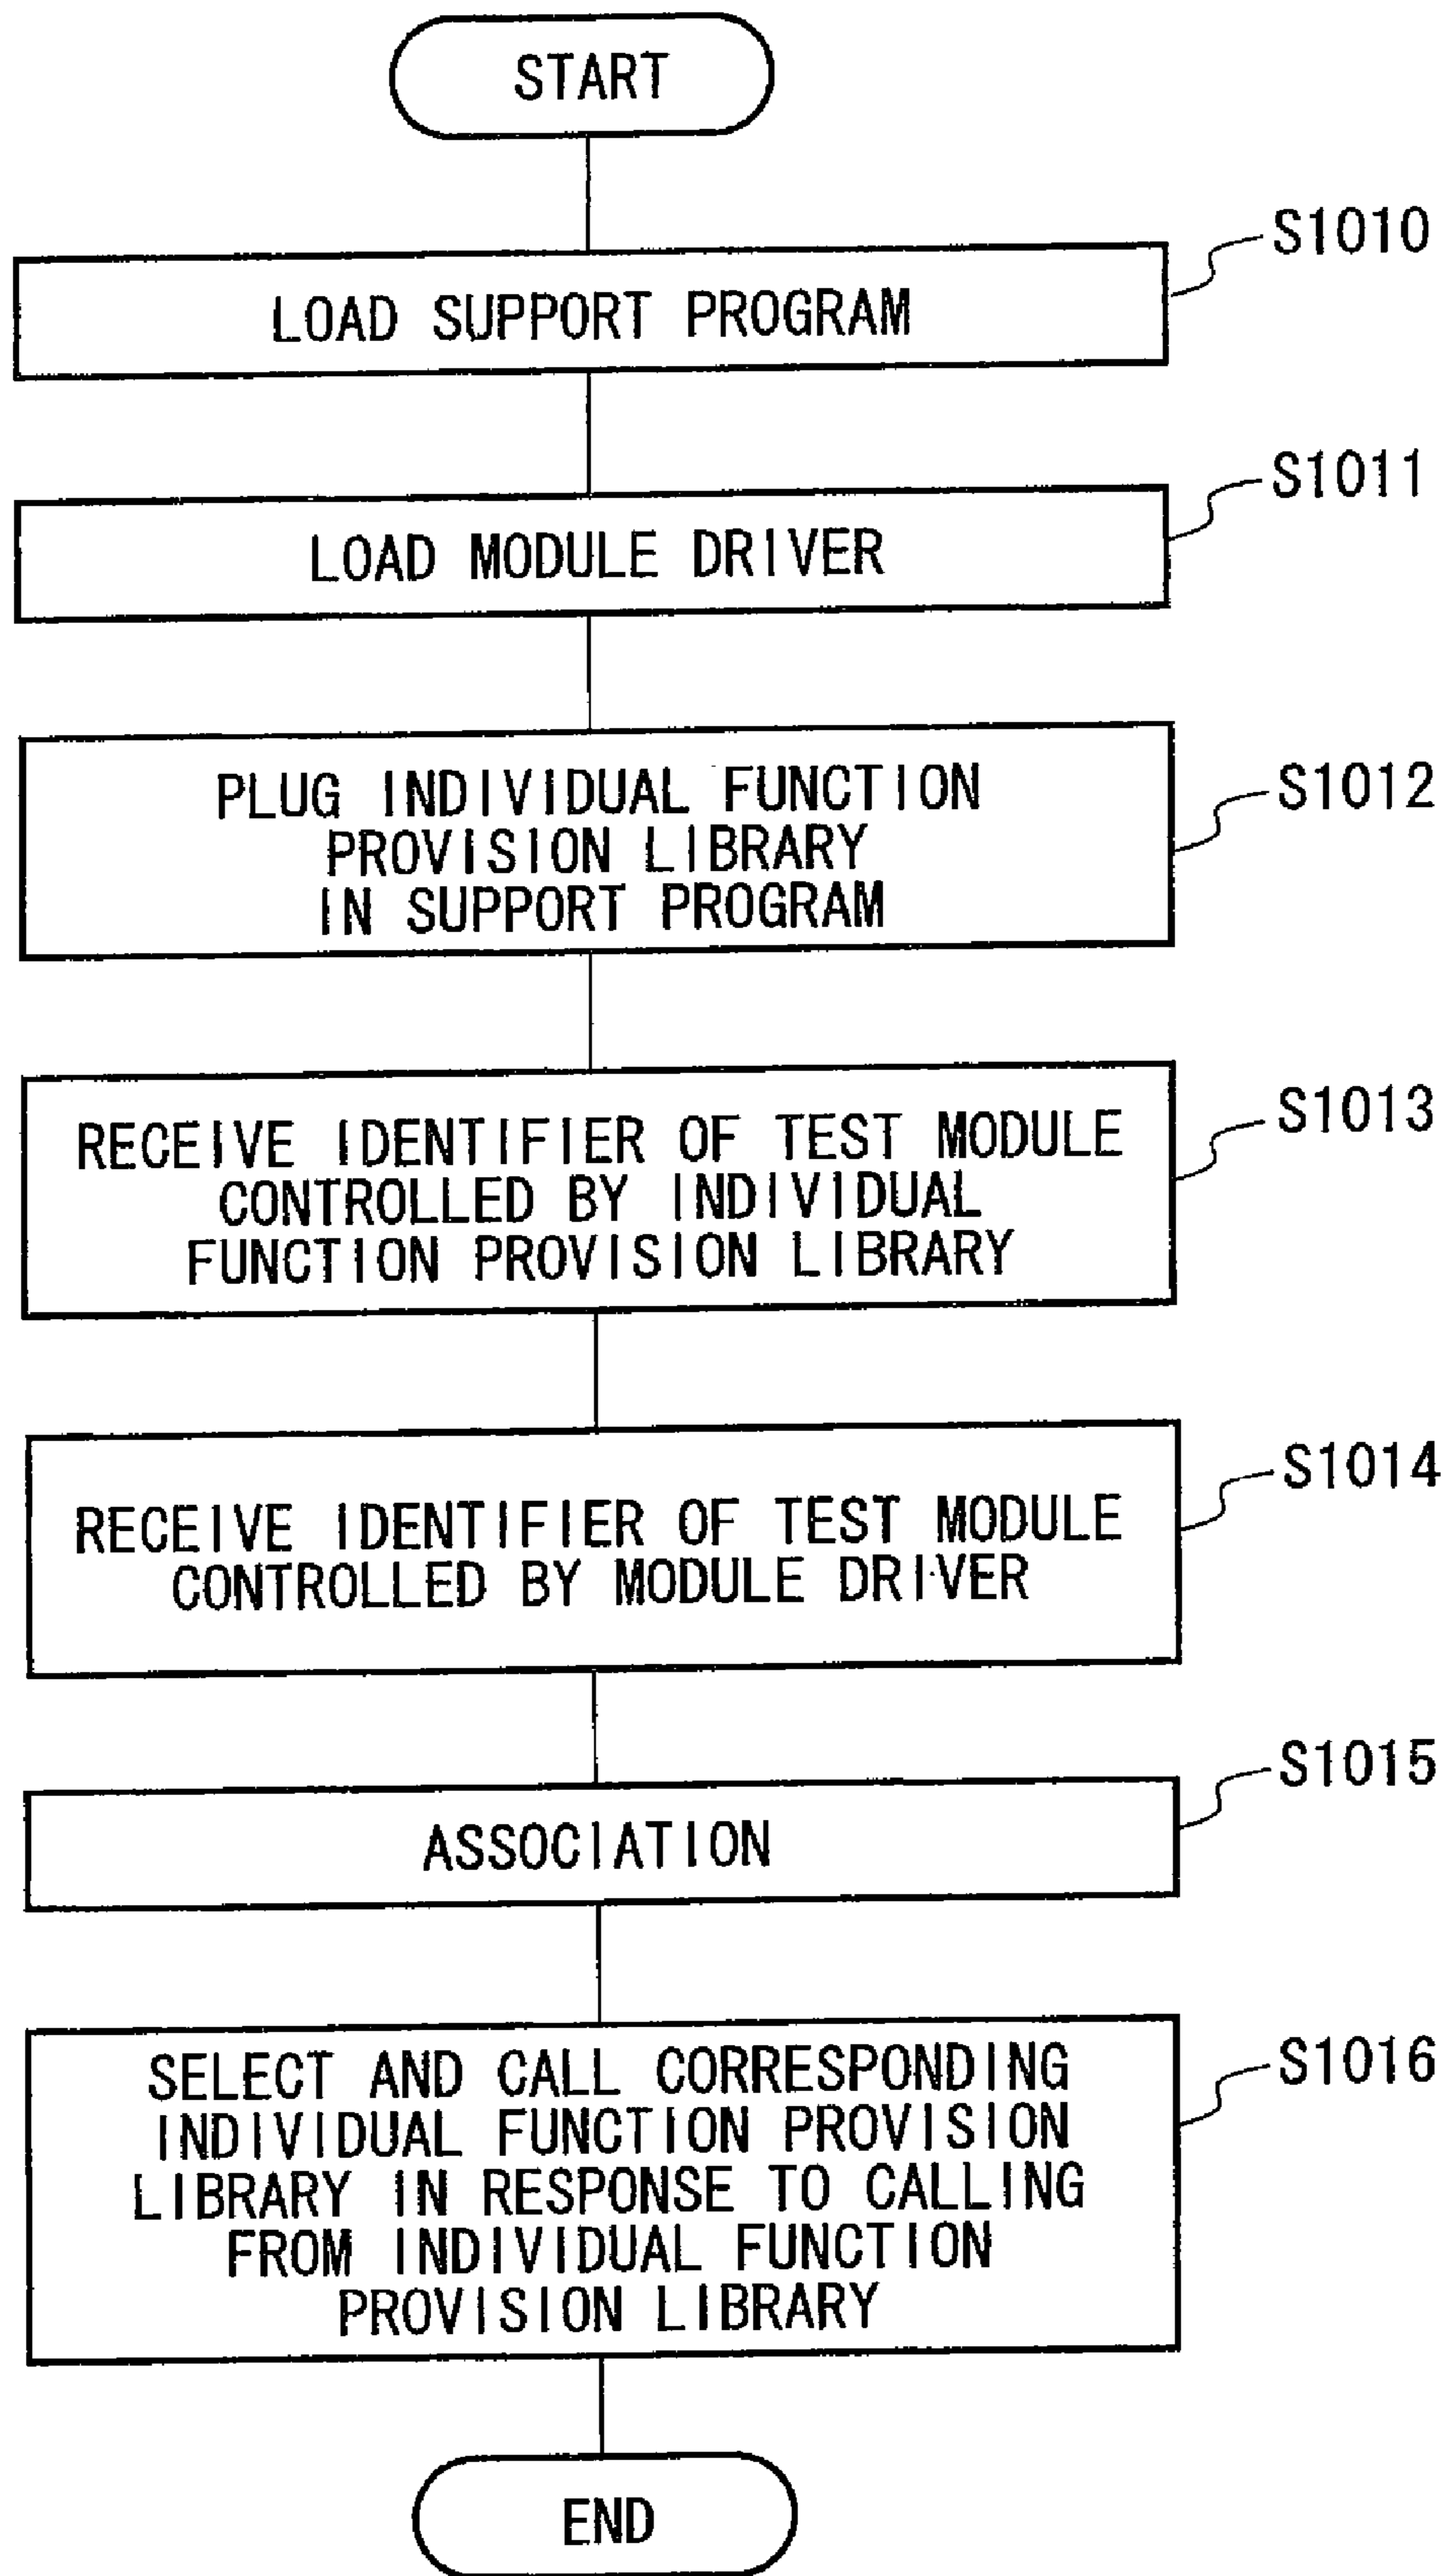 START
S1010
LOAD SUPPORT PROGRAM
S1011
LOAD MODULE DRIVER
S1012
PLUG INDIVIDUAL FUNCTION
PROVISION LIBRARY
IN SUPPORT PROGRAM
S1013
RECEIVE IDENTIFIER OF TEST MODULE
CONTROLLED BY INDIVIDUAL
FUNCTION PROVISION LIBRARY
S1014
RECEIVE IDENTIFIER OF TEST MODULE
CONTROLLED BY MODULE DRIVER
S1015
ASSOCIATION
S1016
SELECT AND CALL CORRESPONDING
INDIVIDUAL FUNCTION PROVISION
LIBRARY IN RESPONSE TO CALLING
FROM INDIVIDUAL FUNCTION
PROVISION LIBRARY
END